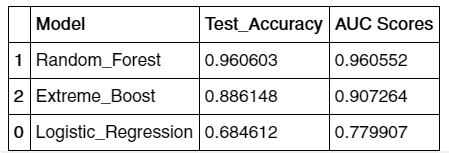 Model Test_Accuracy AUC Scores
1 Random_Forest 0.960603 0.960552
2 Extreme_Boost 0.886148 0.907264
0 Logistic_Regression 0.684612 0.779907